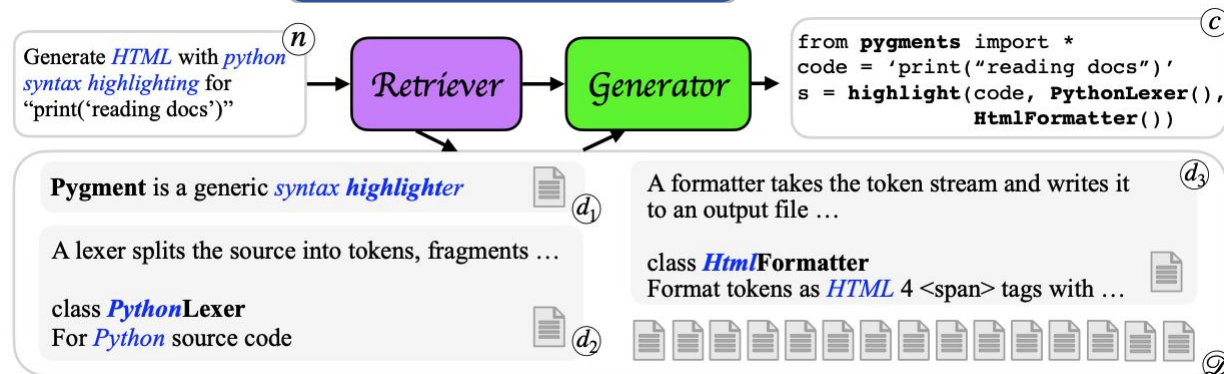 n
Generate HTML with python
syntax highlighting for
“print(‘reading docs’)”
Retriever
Generator
c
from pygments import *
code = ‘print(“reading docs”)’
s = highlight(code, PythonLexer(),
HtmlFormatter())
Pygment is a generic syntax highlighter
d1
A lexer splits the source into tokens, fragments …
class PythonLexer
For Python source code
d2
A formatter takes the token stream and writes it
to an output file …
d3
class HtmlFormatter
Format tokens as HTML 4 <span> tags with …